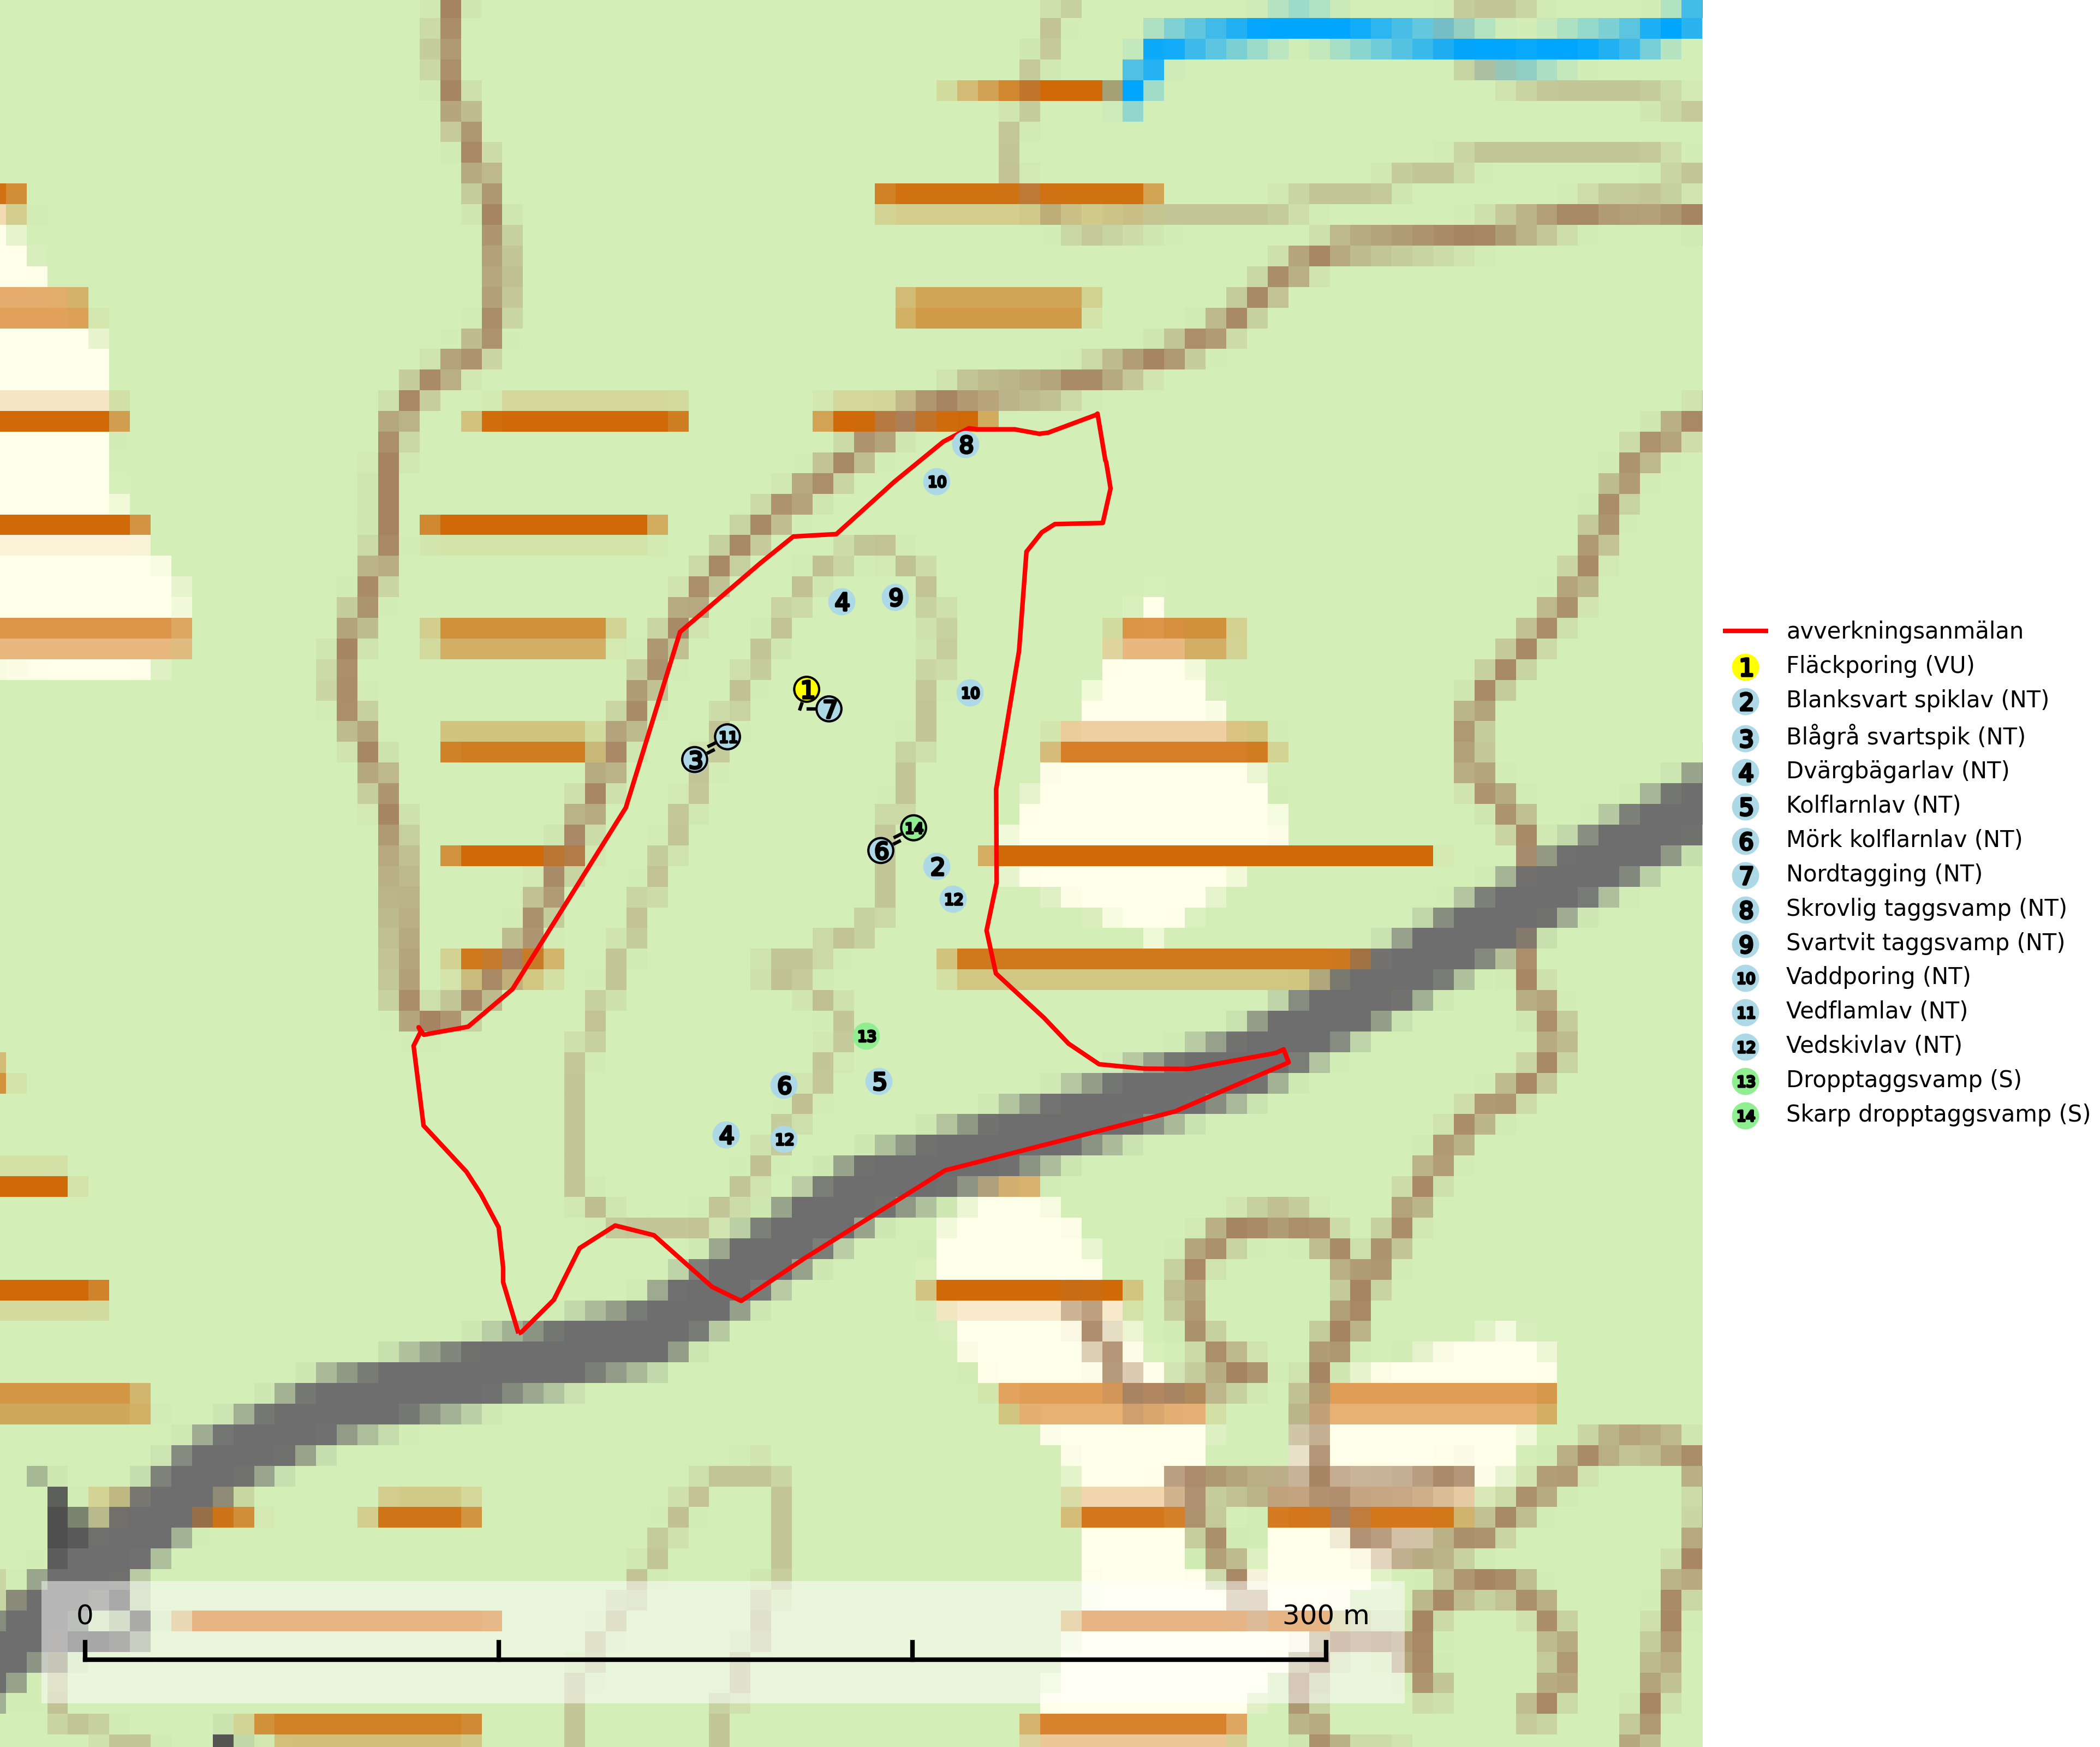 8
10
4
9
1
7
10
11
3
14
6
2
12
13
6
5
4
12
0
300 m
avverkningsanmälan
1 Fläckporing (VU)
2 Blanksvart spiklav (NT)
3 Blågrå svartspik (NT)
4 Dvärgbägarlav (NT)
5 Kolflarnlav (NT)
6 Mörk kolflarnlav (NT)
7 Nordtagging (NT)
8 Skrovlig taggsvamp (NT)
9 Svartvit taggsvamp (NT)
10 Vaddporing (NT)
11 Vedflamlav (NT)
12 Vedskivlav (NT)
13 Dropptaggsvamp (S)
14 Skarp dropptaggsvamp (S)